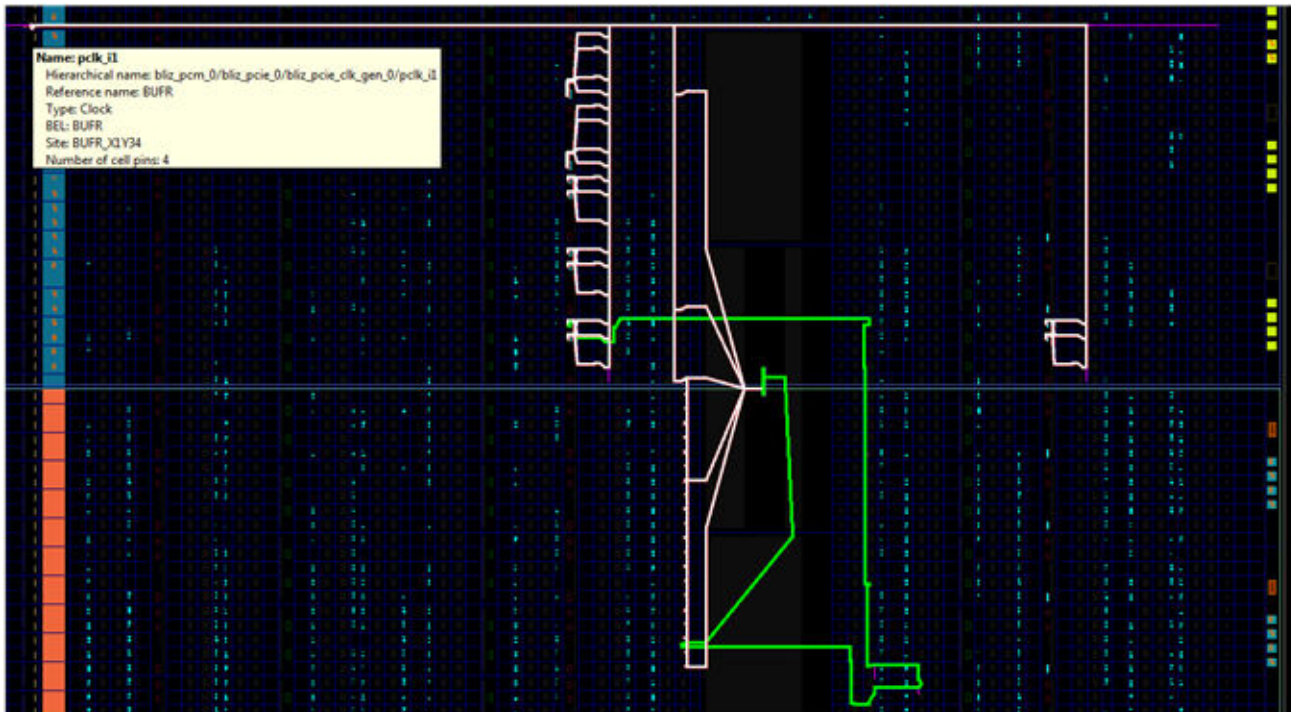 Name: pclk_i1
Hierarchical name: bliz_pcm_0/bliz_pcie_0/bliz_pcie_clk_gen_0/pclk_i1
Reference name: BUFR
Type: Clock
BEL: BUFR
Site: BUFR_X1Y34
Number of cell pins: 4